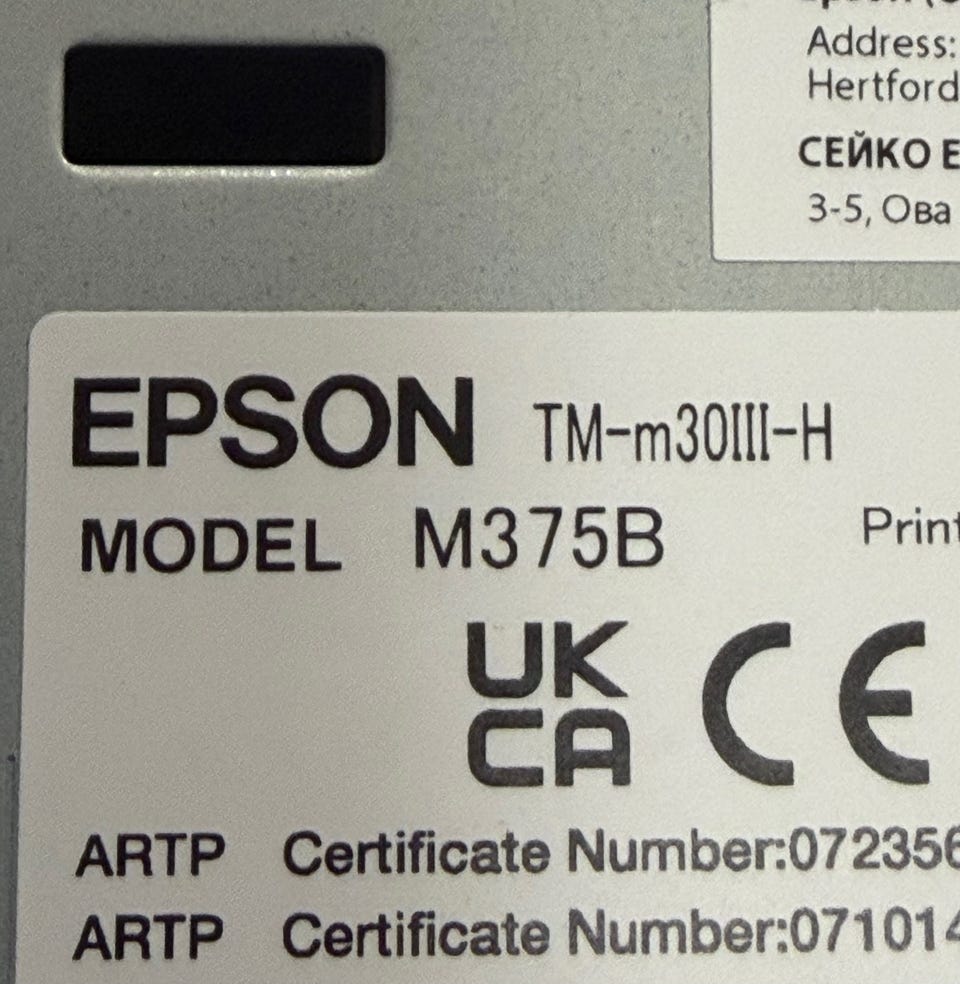 Address:
Hertford
СЕЙКО Е
3-5, Ова
EPSON TM-m30III-H
MODEL M375B
Print
UK
CA CE
ARTP Certificate Number:072356
ARTP Certificate Number:071014